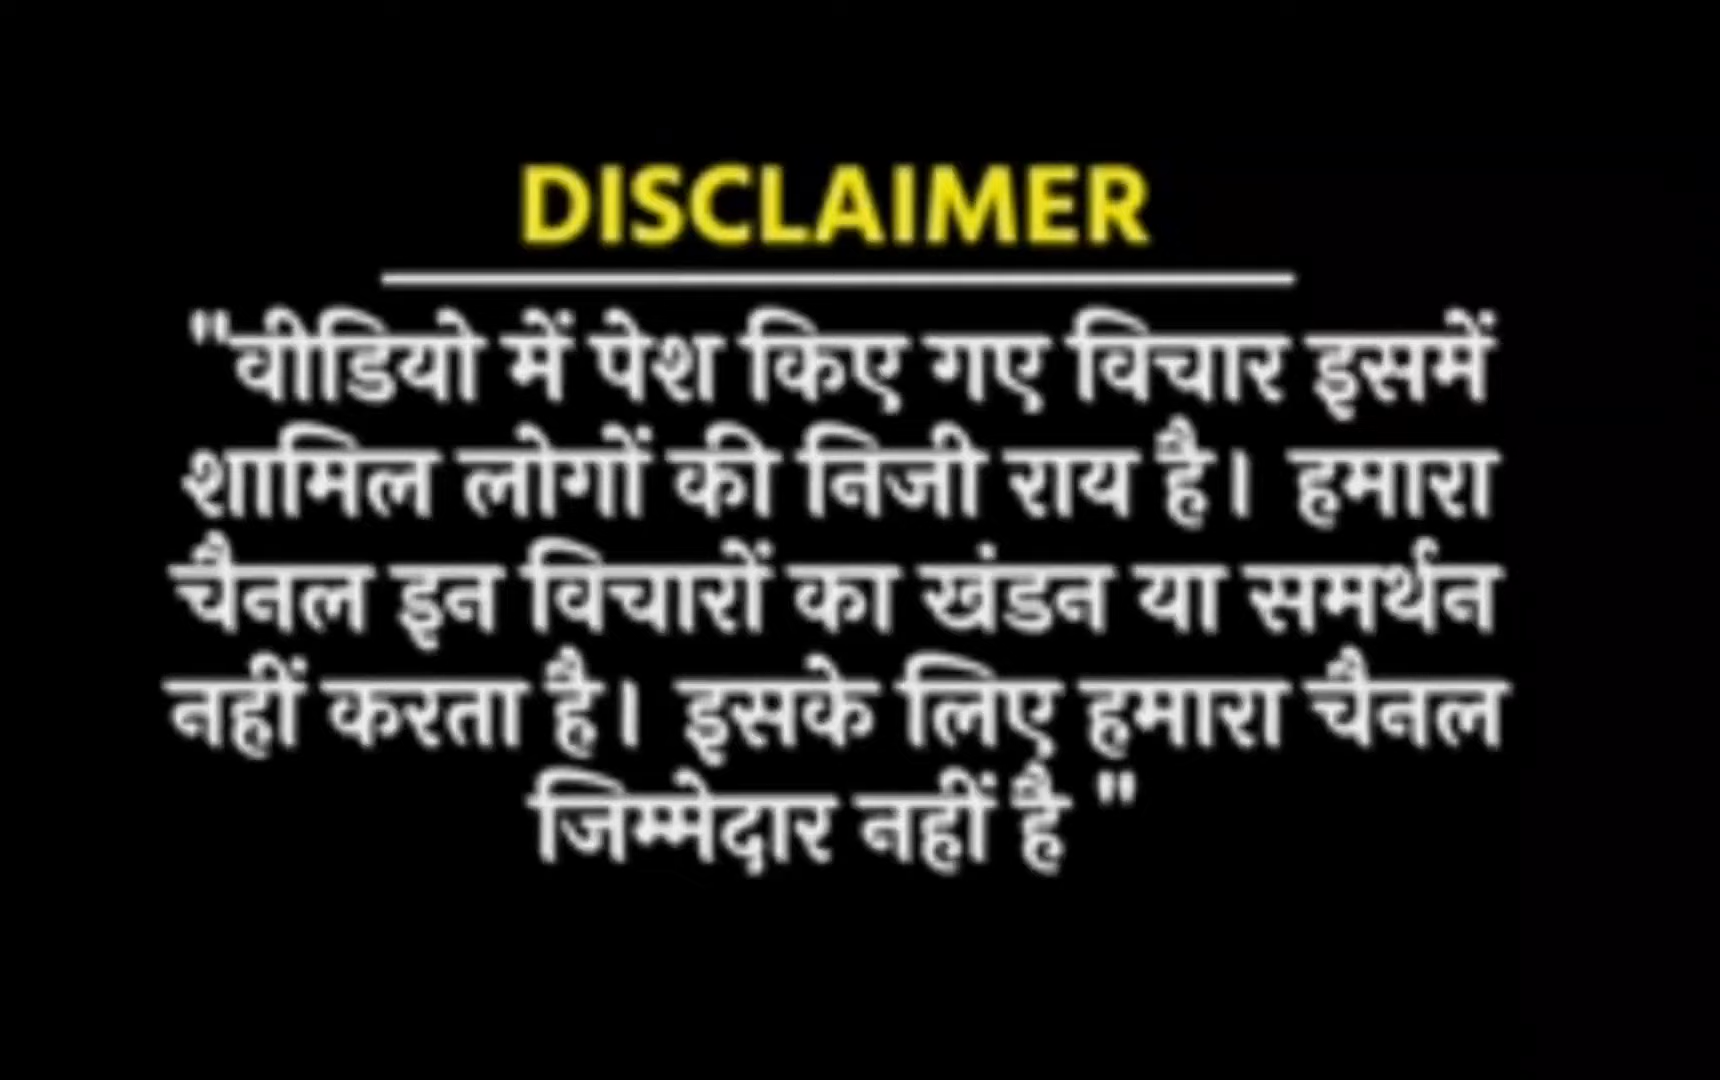 DISCLAIMER
"वीडियो में पेश किए गए विचार इसमें
शामिल लोगों की निजी राय है। हमारा
चैनल इन विचारों का खंडन या समर्थन
नहीं करता है। इसके लिए हमारा चैनल
जिम्मेदार नहीं है "